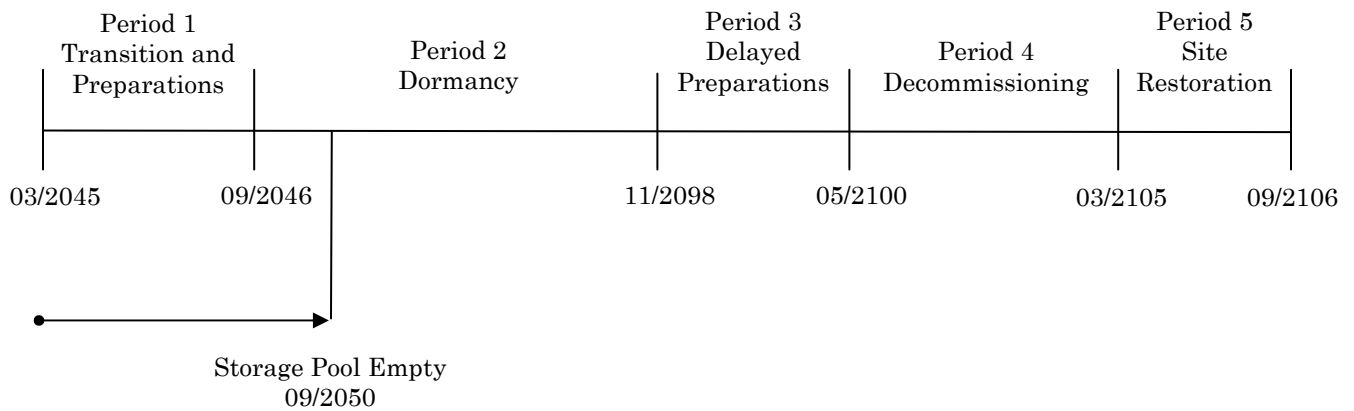 Period 1
Transition and
Preparations
Period 2
Dormancy
Period 3
Delayed
Preparations
Period 4
Decommissioning
Period 5
Site
Restoration
03/2045
09/2046
11/2098
05/2100
03/2105
09/2106
Storage Pool Empty
09/2050